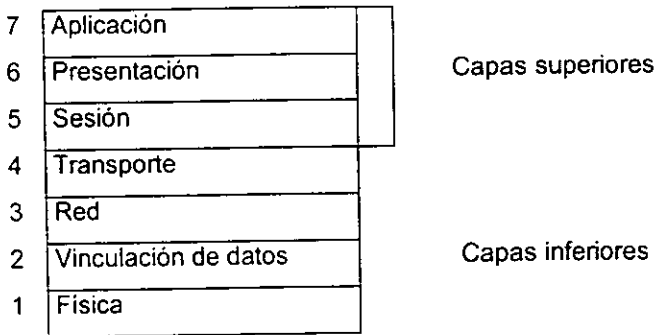 7 Aplicación
6 Presentación Capas superiores
5 Sesión
4 Transporte
3 Red
2 Vinculación de datos Capas inferiores
1 Física